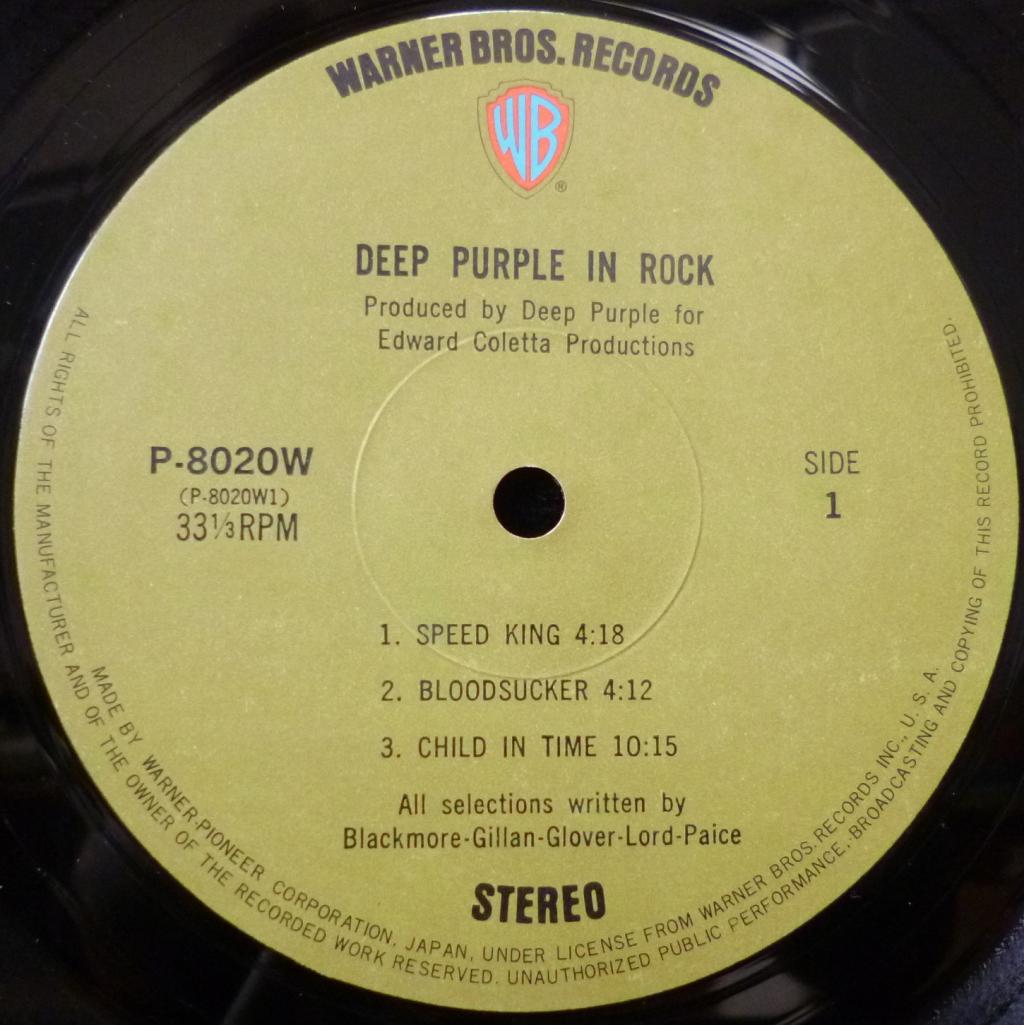 WARNER BROS. RECORDS
WB
®
DEEP PURPLE IN ROCK
Produced by Deep Purple for
Edward Coletta Productions
P-8020W
(P-8020W1)
33⅓RPM
SIDE
1
1. SPEED KING 4:18
2. BLOODSUCKER 4:12
3. CHILD IN TIME 10:15
All selections written by
Blackmore-Gillan-Glover-Lord-Paice
STEREO
MADE BY WARNER-PIONEER CORPORATION, JAPAN, UNDER LICENSE FROM WARNER BROS. RECORDS INC., U. S. A.
ALL RIGHTS OF THE MANUFACTURER AND OF THE OWNER OF THE RECORDED WORK RESERVED. UNAUTHORIZED PUBLIC PERFORMANCE, BROADCASTING AND COPYING OF THIS RECORD PROHIBITED.